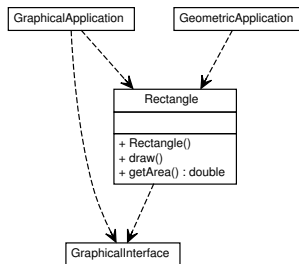 GraphicalApplication
GeometricApplication
Rectangle
+ Rectangle()
+ draw()
+ getArea() : double
GraphicalInterface